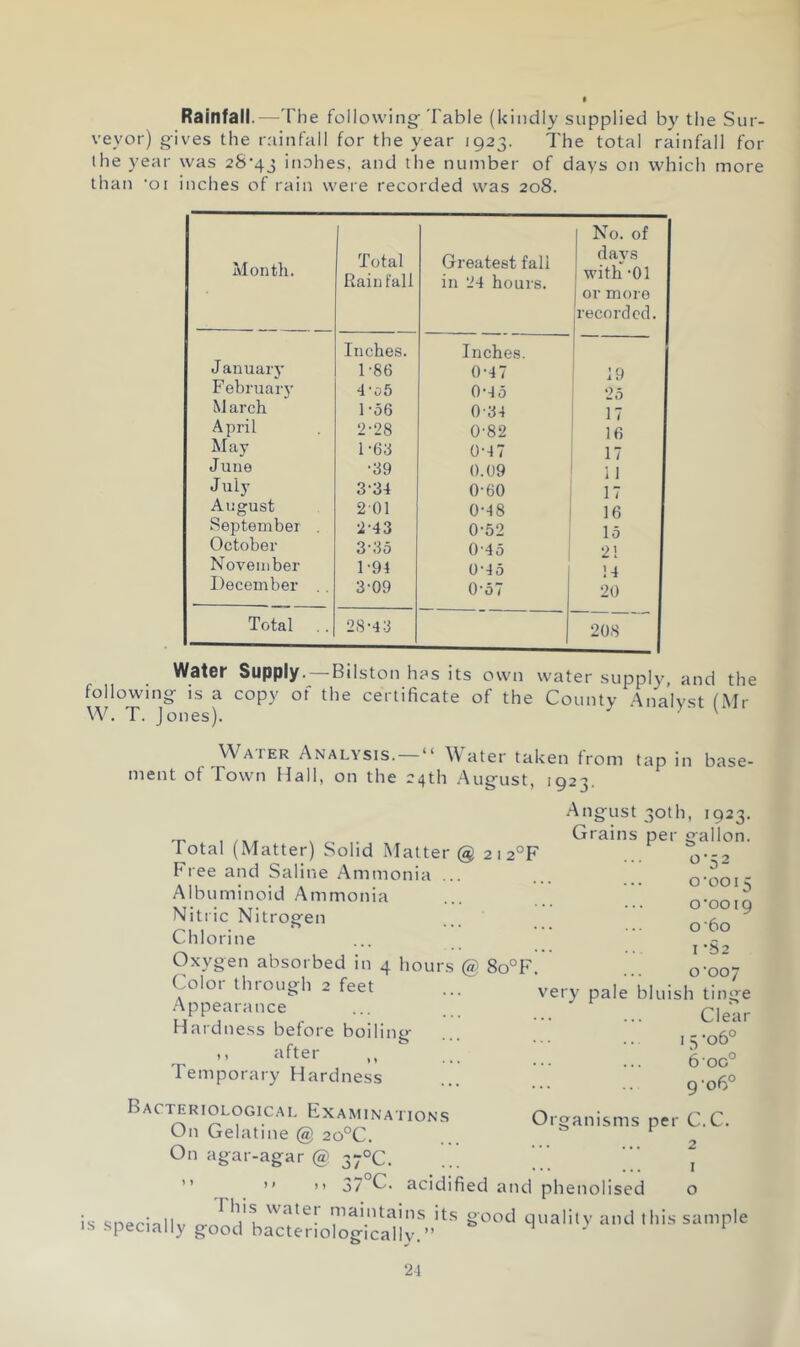 Rainfall.—The following Table (kindly supplied by the Sur-
veyor) gives the rainfall for the year 1923. The total rainfall for
the year was 28·43 inches, and the number of days on which more
than ·01 inches of rain were recorded was 208.
Month. Total Rainfall Greatest fall in 24 hours. No. of days with ·01 or more recorded.
Inches. Inches.
January 1·86 0·47 19
February 4·55 0·45 25
March 1·56 0·34 17
April 2·28 0·82 16
May 1·63 0·47 17
June ·39 0.09 11
July 3·34 0·60 17
August 2·01 0·48 16
September . 2·43 0·52 15
October 3·35 0·45 21
November 1·94 0·45 14
December .. 3·09 0·57 20
Total .. 28·43 208
Water Supply.—Bilston has its own water supply, and the
following is a copy of the certificate of the County Analyst (Mr
W. T. Jones).
Water Analysis.—“ Water taken from tap in base-
ment of Town Hall, on the 24th August, 1923.
August 30th, 1923.
Grains per gallon.
Total (Matter) Solid Matter @ 212°F ... 0·52
Free and Saline Ammonia ... ... ... 0·0015
Albuminoid Ammonia ... ... ... 0·0019
Nitric Nitrogen ... ... ... 0·60
Chlorine ... ... ... ... 1·82
Oxygen absorbed in 4 hours @ 80°F. ... 0·007
Color through 2 feet ... very pale bluish tinge
Appearance ... ... ... ... Clear
Hardness before boiling ... ... ... 15·06°
,, after ,, ... ... ... 6·00°
Temporary Hardness ... ... ... 9·06°
Bacteriological Examinations Organisms per C.C.
On Gelatine @ 20°C. ... ... ... 2
On agar-agar @ 37°C. ... ... ... 1
,, ,, ,, 37°C. acidified and phenolised 0
This water maintains its good quality and this sample
is specially good bacteriologically.”
24